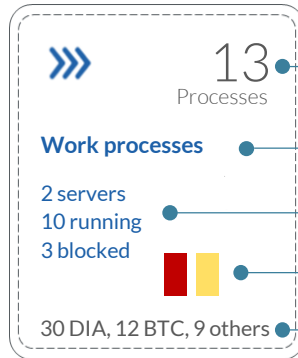 13
Processes
Work processes
2 servers
10 running
3 blocked
30 DIA, 12 BTC, 9 others